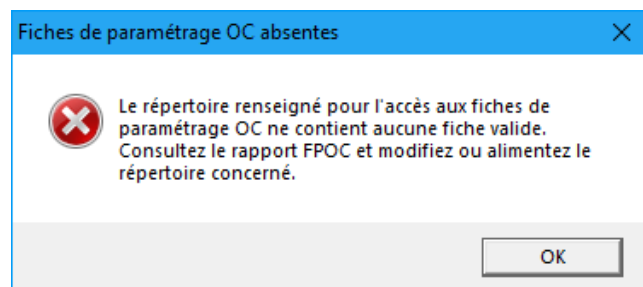 Fiches de paramétrage OC absentes
Le répertoire renseigné pour l'accès aux fiches de
paramétrage OC ne contient aucune fiche valide.
Consultez le rapport FPOC et modifiez ou alimentez le
répertoire concerné.
OK